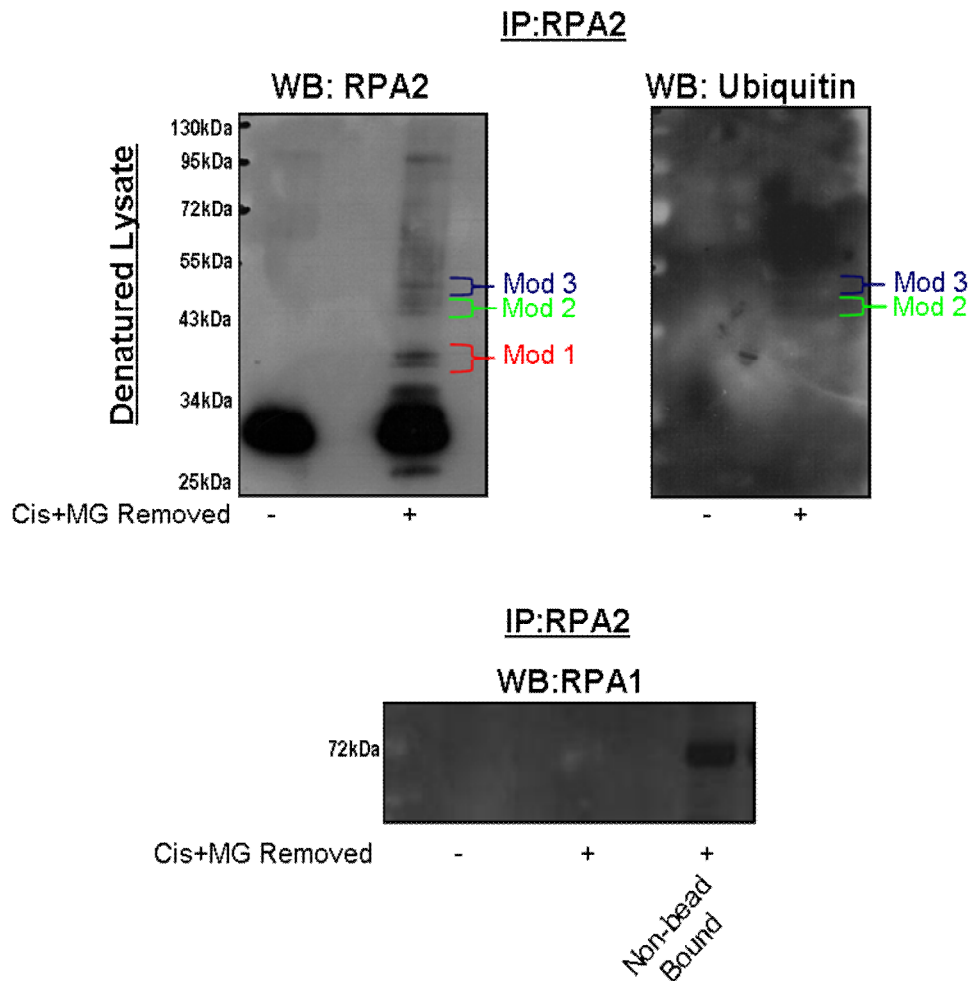 IP:RPA2
WB: RPA2
WB: Ubiquitin
Denatured Lysate
130kDa
95kDa
72kDa
55kDa
43kDa
34kDa
25kDa
Mod 3
Mod 2
Mod 1
Mod 3
Mod 2
Cis+MG Removed - +
- +
IP:RPA2
WB:RPA1
72kDa
Cis+MG Removed - + +
Non-bead
Bound